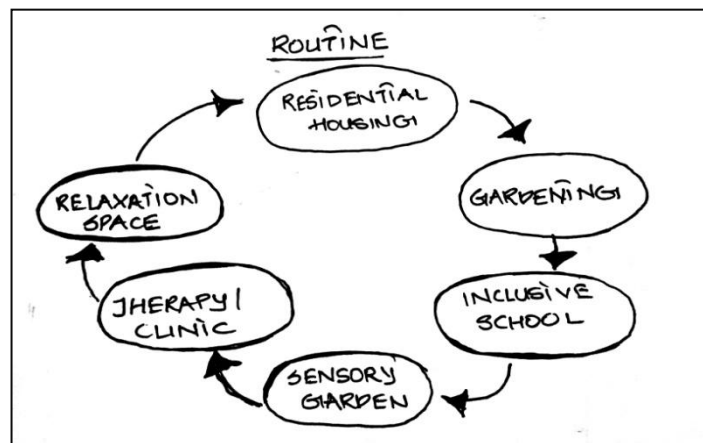 ROUTINE
RESIDENTIAL
HOUSING
GARDENING
INCLUSIVE
SCHOOL
SENSORY
GARDEN
THERAPY/
CLINIC
RELAXATION
SPACE